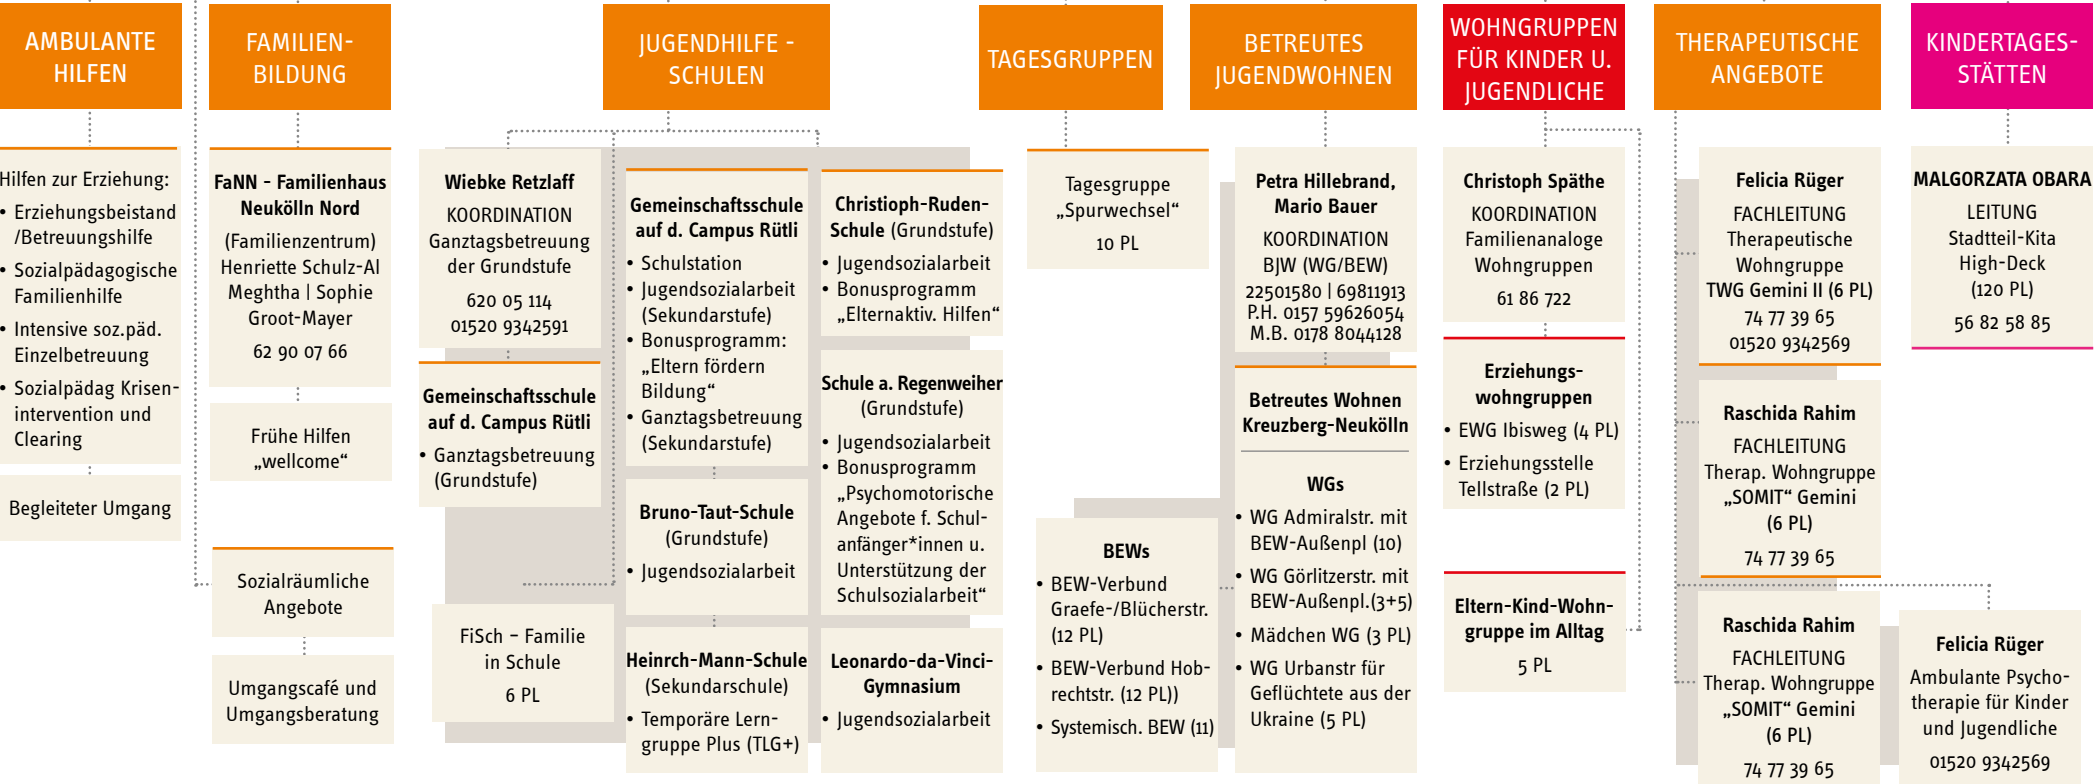 AMBULANTE
HILFEN
Hilfen zur Erziehung:
• Erziehungsbeistand
/Betreuungshilfe
• Sozialpädagogische
Familienhilfe
• Intensive soz.päd.
Einzelbetreuung
• Sozialpädag Krisen-
intervention und
Clearing
Begleiteter Umgang
FAMILIEN-
BILDUNG
FaNN - Familienhaus
Neukölln Nord
(Familienzentrum)
Henriette Schulz-Al
Meghtha | Sophie
Groot-Mayer
62 90 07 66
Frühe Hilfen
„wellcome“
Sozialräumliche
Angebote
Umgangscafé und
Umgangsberatung
JUGENDHILFE -
SCHULEN
Wiebke Retzlaff
KOORDINATION
Ganztagsbetreuung
der Grundstufe
620 05 114
01520 9342591
Gemeinschaftsschule
auf d. Campus Rütli
• Ganztagsbetreuung
(Grundstufe)
FiSch – Familie
in Schule
6 PL
Gemeinschaftsschule
auf d. Campus Rütli
• Schulstation
• Jugendsozialarbeit
(Sekundarstufe)
• Bonusprogramm:
„Eltern fördern
Bildung“
• Ganztagsbetreuung
(Sekundarstufe)
Bruno-Taut-Schule
(Grundstufe)
• Jugendsozialarbeit
Heinrch-Mann-Schule
(Sekundarschule)
• Temporäre Lern-
gruppe Plus (TLG+)
Christioph-Ruden-
Schule (Grundstufe)
• Jugendsozialarbeit
• Bonusprogramm
„Elternaktiv. Hilfen“
Schule a. Regenweiher
(Grundstufe)
• Jugendsozialarbeit
• Bonusprogramm
„Psychomotorische
Angebote f. Schul-
anfänger*innen u.
Unterstützung der
Schulsozialarbeit“
Leonardo-da-Vinci-
Gymnasium
• Jugendsozialarbeit
TAGESGRUPPEN
Tagesgruppe
„Spurwechsel“
10 PL
BETREUTES
JUGENDWOHNEN
Petra Hillebrand,
Mario Bauer
KOORDINATION
BJW (WG/BEW)
22501580 | 69811913
P.H. 0157 59626054
M.B. 0178 8044128
Betreutes Wohnen
Kreuzberg-Neukölln
WGs
• WG Admiralstr. mit
BEW-Außenpl (10)
• WG Görlitzerstr. mit
BEW-Außenpl.(3+5)
• Mädchen WG (3 PL)
• WG Urbanstr für
Geflüchtete aus der
Ukraine (5 PL)
BEWs
• BEW-Verbund
Graefe-/Blücherstr.
(12 PL)
• BEW-Verbund Hob-
rechtstr. (12 PL))
• Systemisch. BEW (11)
WOHNGRUPPEN
FÜR KINDER U.
JUGENDLICHE
Christoph Späthe
KOORDINATION
Familienanaloge
Wohngruppen
61 86 722
Erziehungs-
wohngruppen
• EWG Ibisweg (4 PL)
• Erziehungsstelle
Tellstraße (2 PL)
Eltern-Kind-Wohn-
gruppe im Alltag
5 PL
THERAPEUTISCHE
ANGEBOTE
Felicia Rüger
FACHLEITUNG
Therapeutische
Wohngruppe
TWG Gemini II (6 PL)
74 77 39 65
01520 9342569
Raschida Rahim
FACHLEITUNG
Therap. Wohngruppe
„SOMIT“ Gemini
(6 PL)
74 77 39 65
Raschida Rahim
FACHLEITUNG
Therap. Wohngruppe
„SOMIT“ Gemini
(6 PL)
74 77 39 65
Felicia Rüger
Ambulante Psycho-
therapie für Kinder
und Jugendliche
01520 9342569
KINDERTAGES-
STÄTTEN
MALGORZATA OBARA
LEITUNG
Stadtteil-Kita
High-Deck
(120 PL)
56 82 58 85